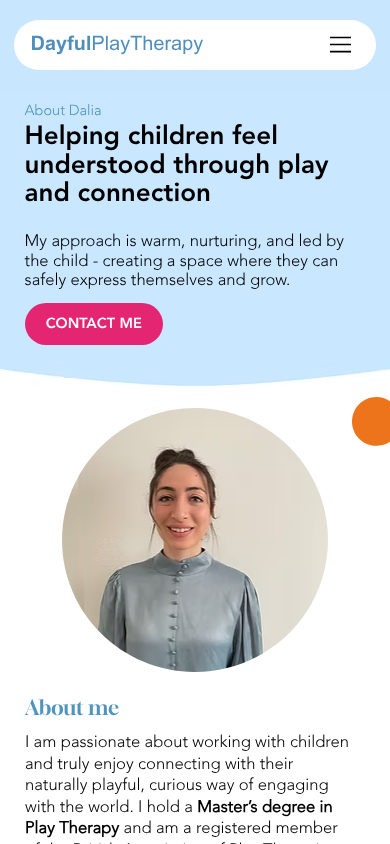 DayfulPlayTherapy
About Dalia
Helping children feel
understood through play
and connection
My approach is warm, nurturing, and led by
the child - creating a space where they can
safely express themselves and grow.
CONTACT ME
About me
I am passionate about working with children
and truly enjoy connecting with their
naturally playful, curious way of engaging
with the world. I hold a Master's degree in
Play Therapy and am a registered member